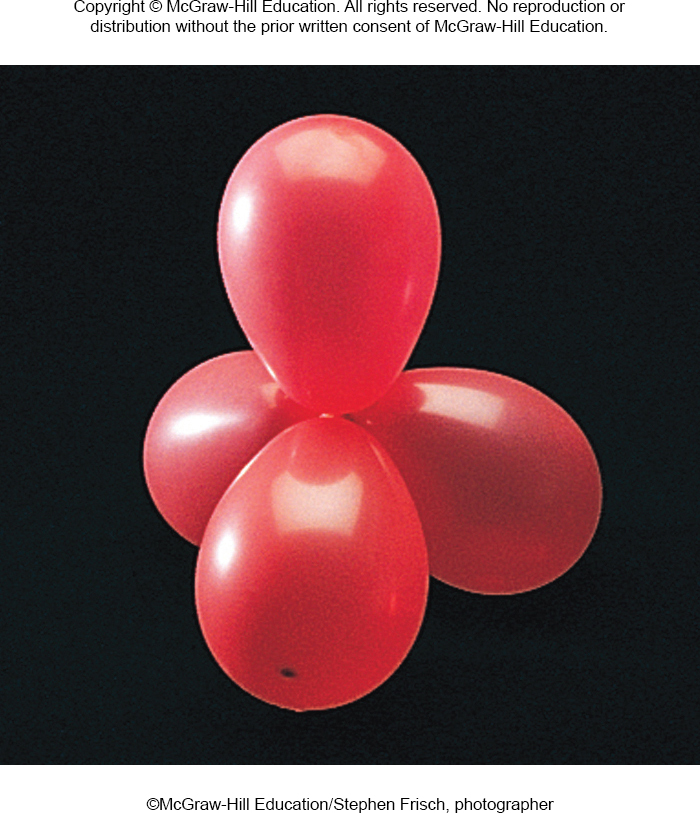 Copyright © McGraw-Hill Education. All rights reserved. No reproduction or
distribution without the prior written consent of McGraw-Hill Education.
©McGraw-Hill Education/Stephen Frisch, photographer